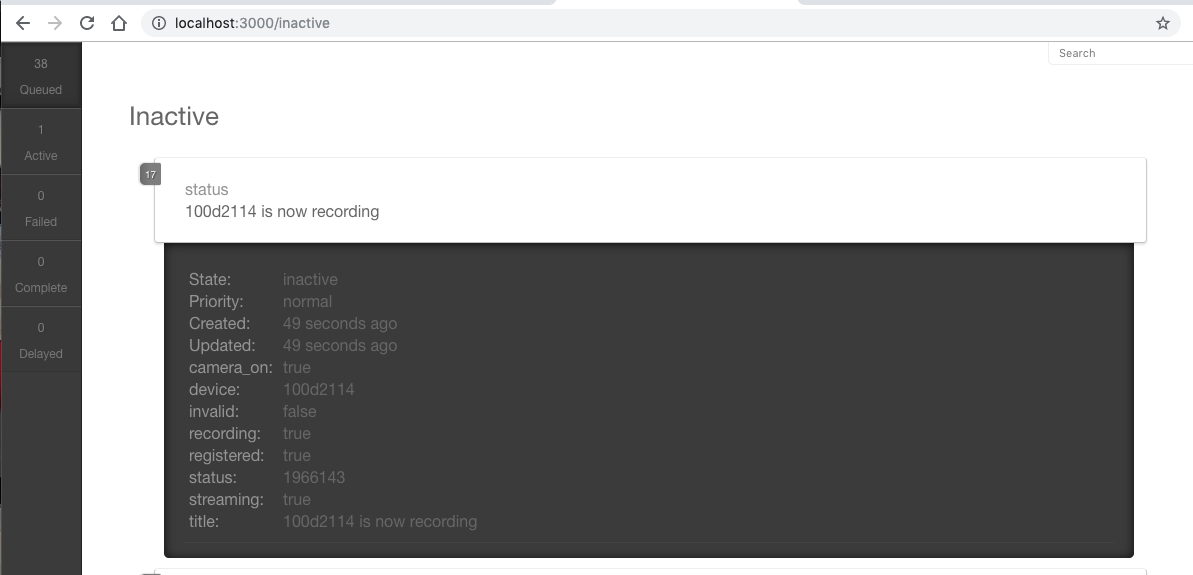 localhost:3000/inactive
38
Queued
1
Active
0
Failed
0
Complete
0
Delayed
Search
Inactive
17
status
100d2114 is now recording
State: inactive
Priority: normal
Created: 49 seconds ago
Updated: 49 seconds ago
camera_on: true
device: 100d2114
invalid: false
recording: true
registered: true
status: 1966143
streaming: true
title: 100d2114 is now recording